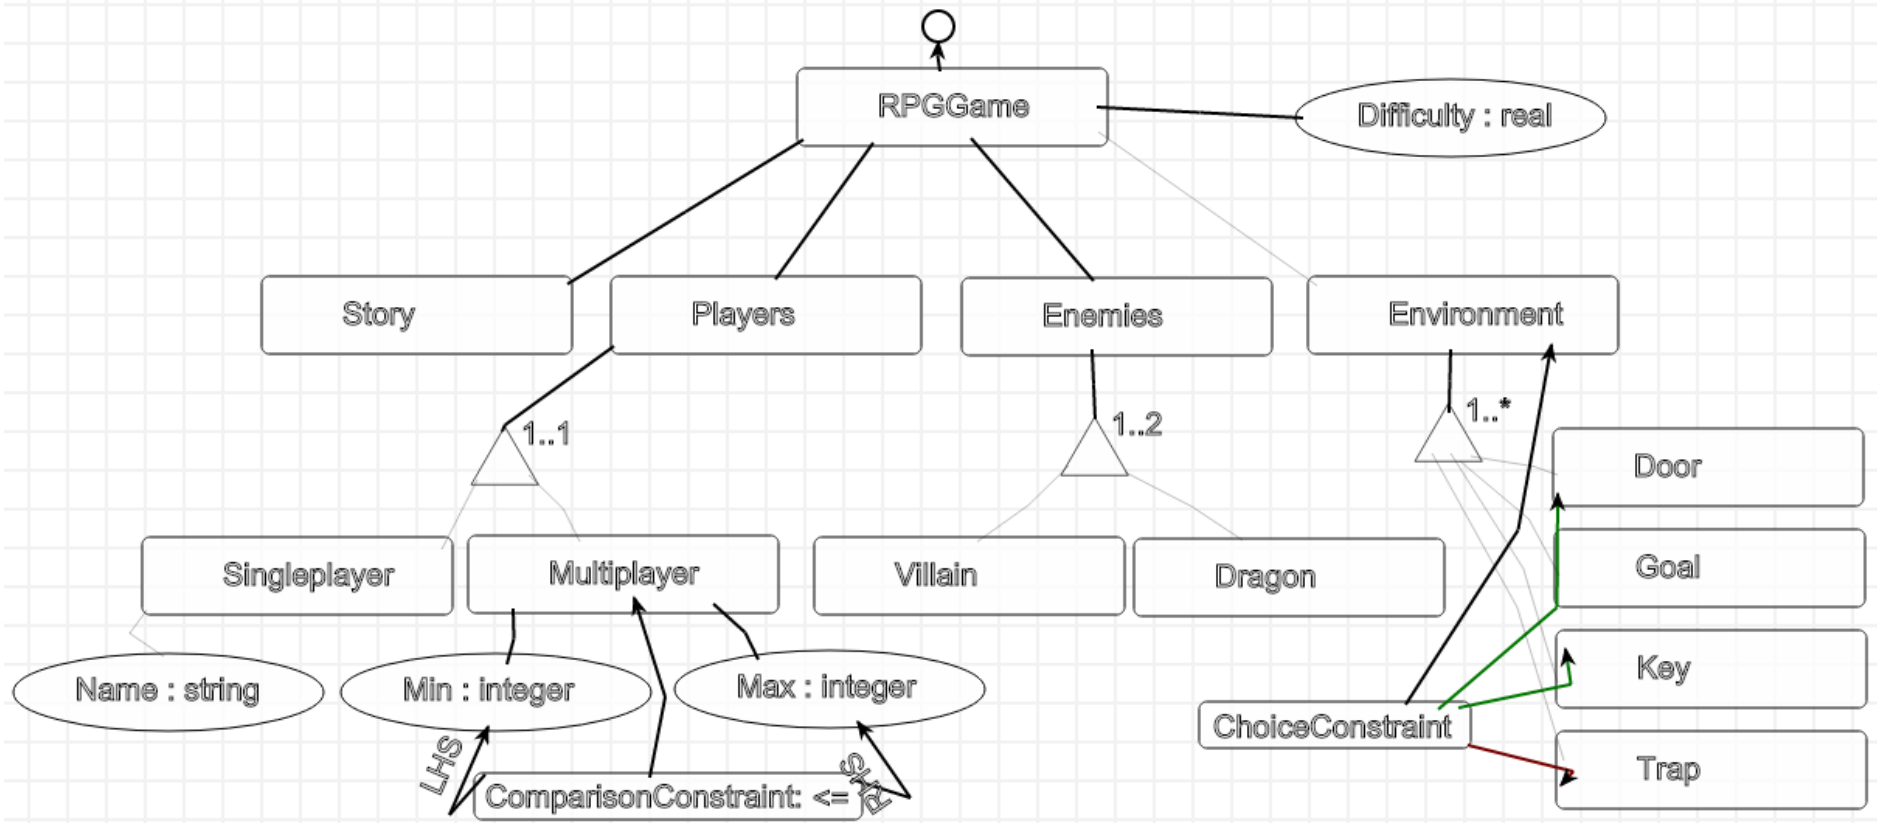 RPGGame
Difficulty : real
Story
Players
Enemies
Environment
1..1
1..2
1..*
Door
Goal
Key
Trap
Singleplayer
Multiplayer
Villain
Dragon
Name : string
Min : integer
Max : integer
ChoiceConstraint
LHS
ComparisonConstraint: <=
RHS